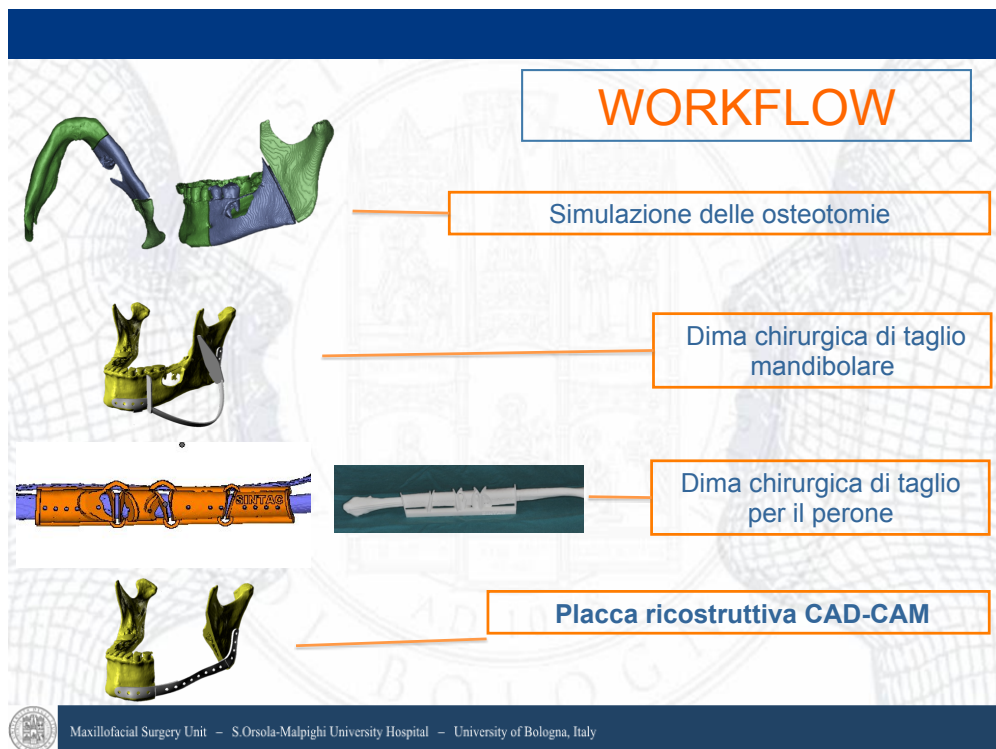 WORKFLOW
Simulazione delle osteotomie
Dima chirurgica di taglio
mandibolare
SINTAC
Dima chirurgica di taglio
per il perone
Placca ricostruttiva CAD-CAM
Maxillofacial Surgery Unit – S.Orsola-Malpighi University Hospital – University of Bologna, Italy